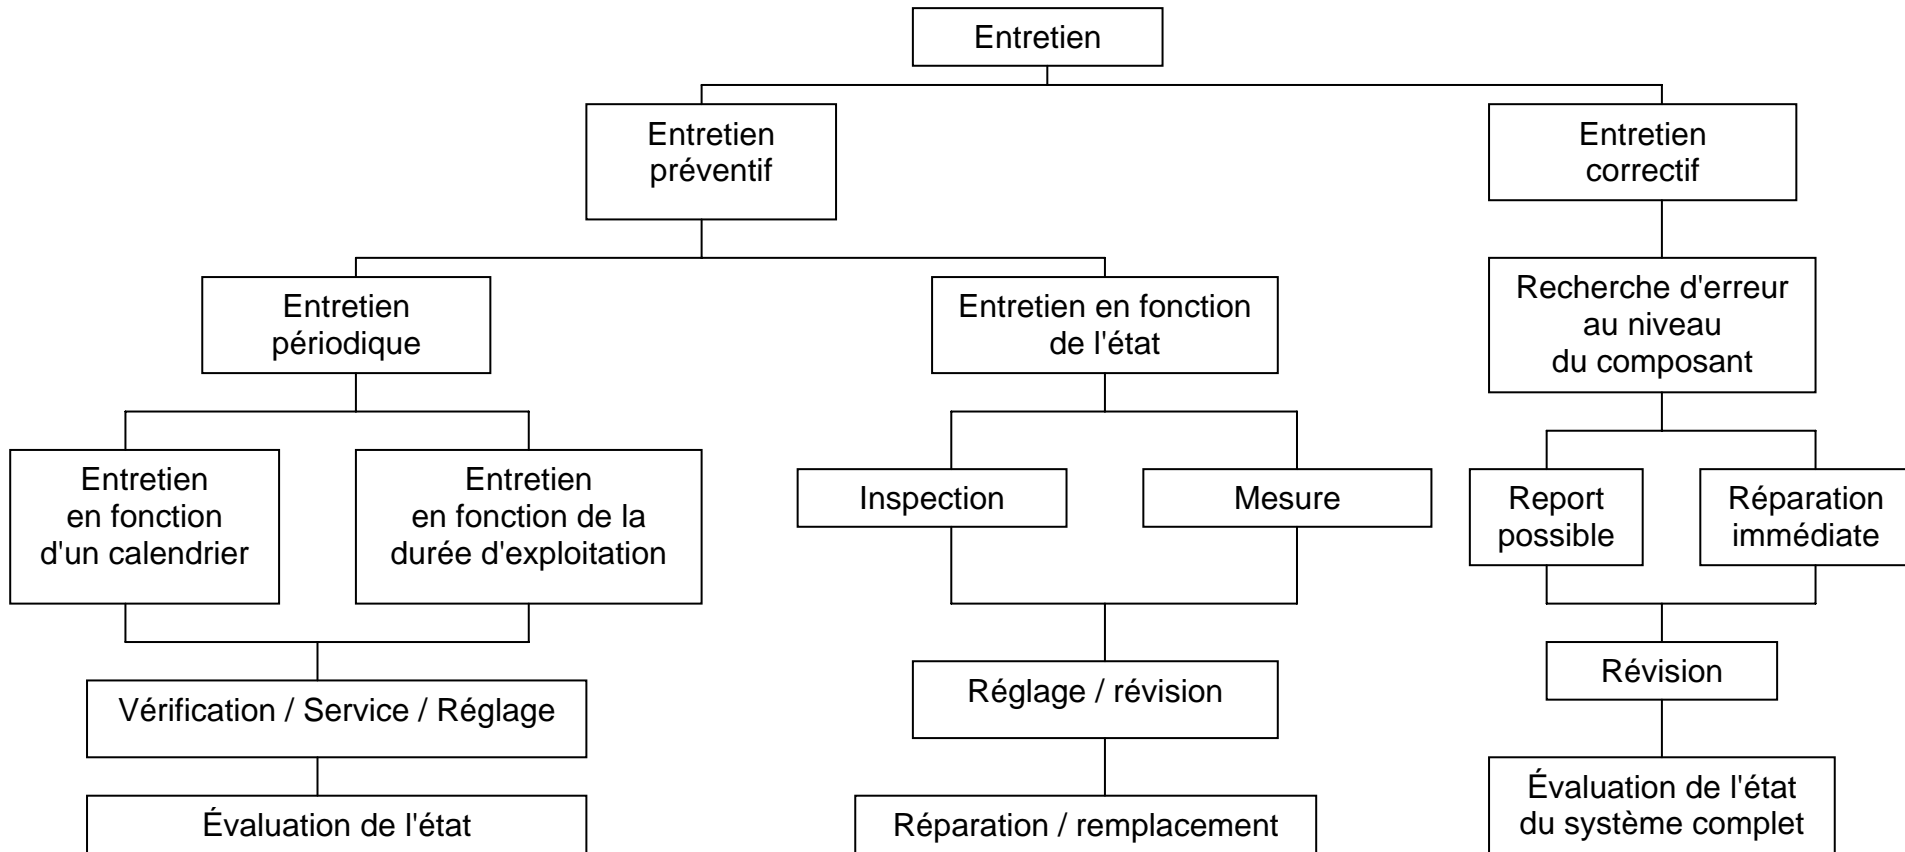 Entretien
Entretien
préventif
Entretien
correctif
Entretien
périodique
Entretien en fonction
de l'état
Recherche d'erreur
au niveau
du composant
Entretien
en fonction
d'un calendrier
Entretien
en fonction de la
durée d'exploitation
Inspection
Mesure
Report
possible
Réparation
immédiate
Vérification / Service / Réglage
Réglage / révision
Révision
Évaluation de l'état
Réparation / remplacement
Évaluation de l'état
du système complet